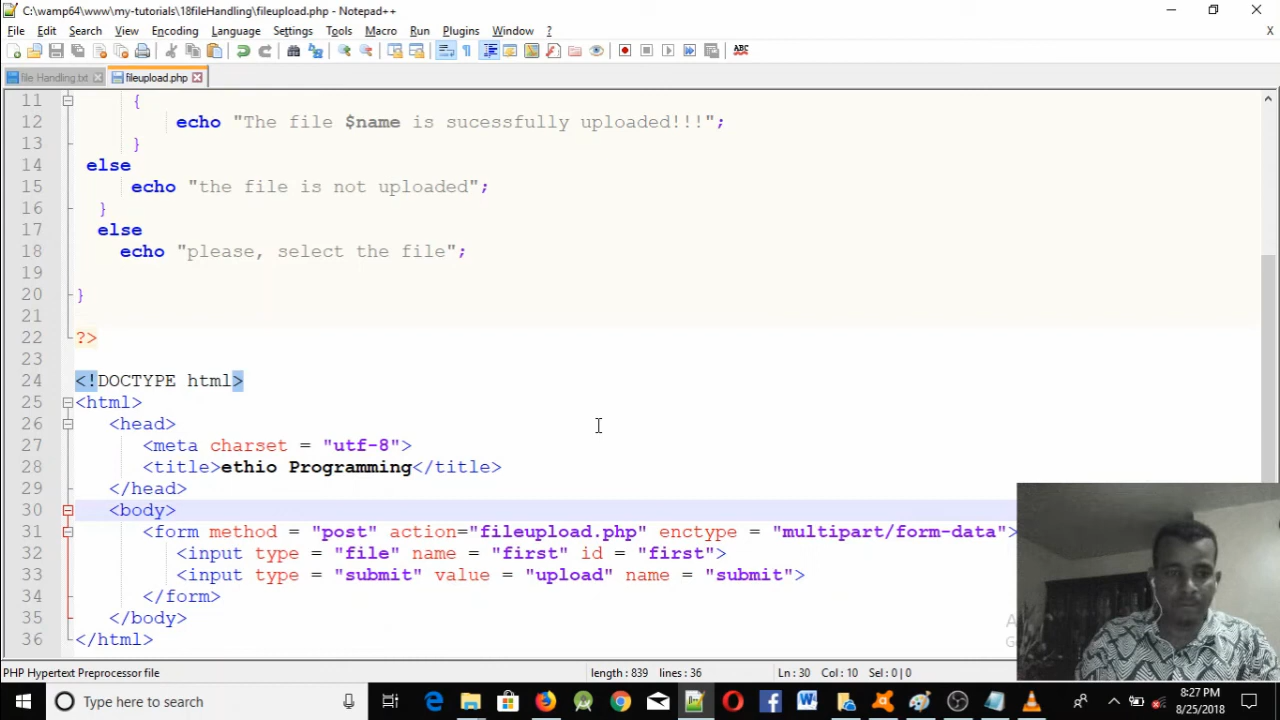 C:\wamp64\www\my-tutorials\18fileHandling\fileupload.php - Notepad++
File Edit Search View Encoding Language Settings Tools Macro Run Plugins Window ?
X
ABC
file Handling.txt fileupload.php
11 {
12 echo "The file $name is sucessfully uploaded!!!";
13 }
14 else
15 echo "the file is not uploaded";
16 }
17 else
18 echo "please, select the file";
19
20 }
21
22 ?>
23
24 <!DOCTYPE html>
25 <html>
26 <head>
27 <meta charset = "utf-8">
28 <title>ethio Programming</title>
29 </head>
30 <body>
31 <form method = "post" action="fileupload.php" enctype = "multipart/form-data">
32 <input type = "file" name = "first" id = "first">
33 <input type = "submit" value = "upload" name = "submit">
34 </form>
35 </body>
36 </html>
PHP Hypertext Preprocessor file length : 839 lines : 36 Ln : 30 Col : 10 Sel : 0 | 0
Type here to search
8:27 PM
8/25/2018